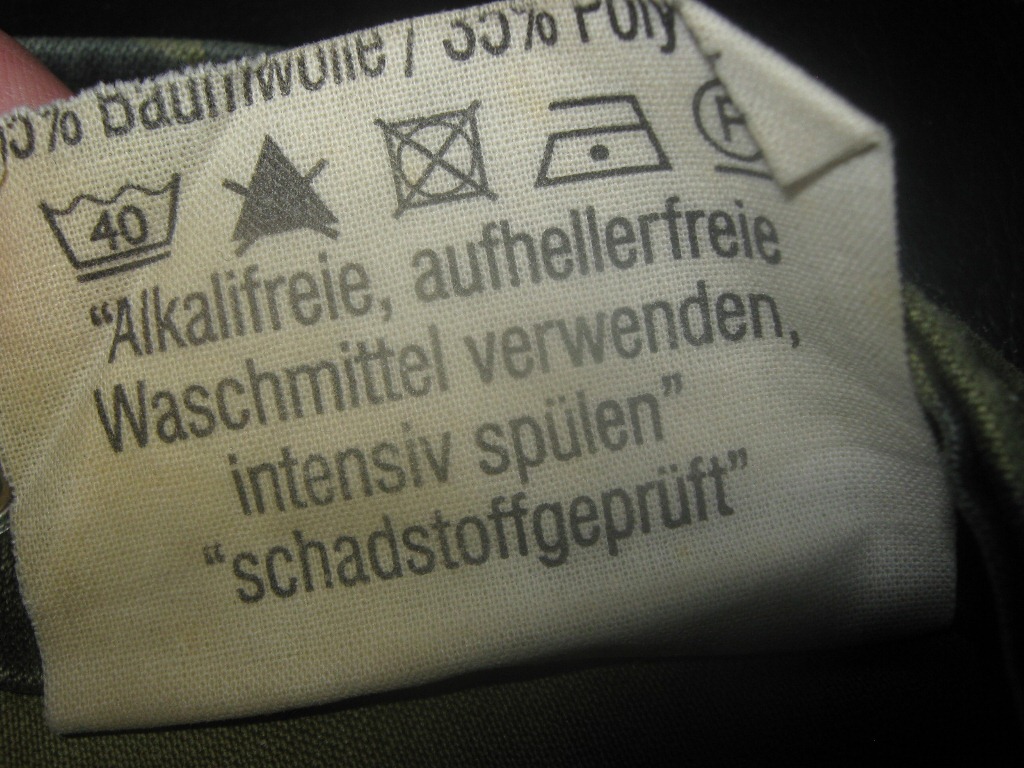 % Baumwolle / 35% Poly
40
P
"Alkalifreie, aufhellerfreie
Waschmittel verwenden,
intensiv spülen"
"schadstoffgeprüft"